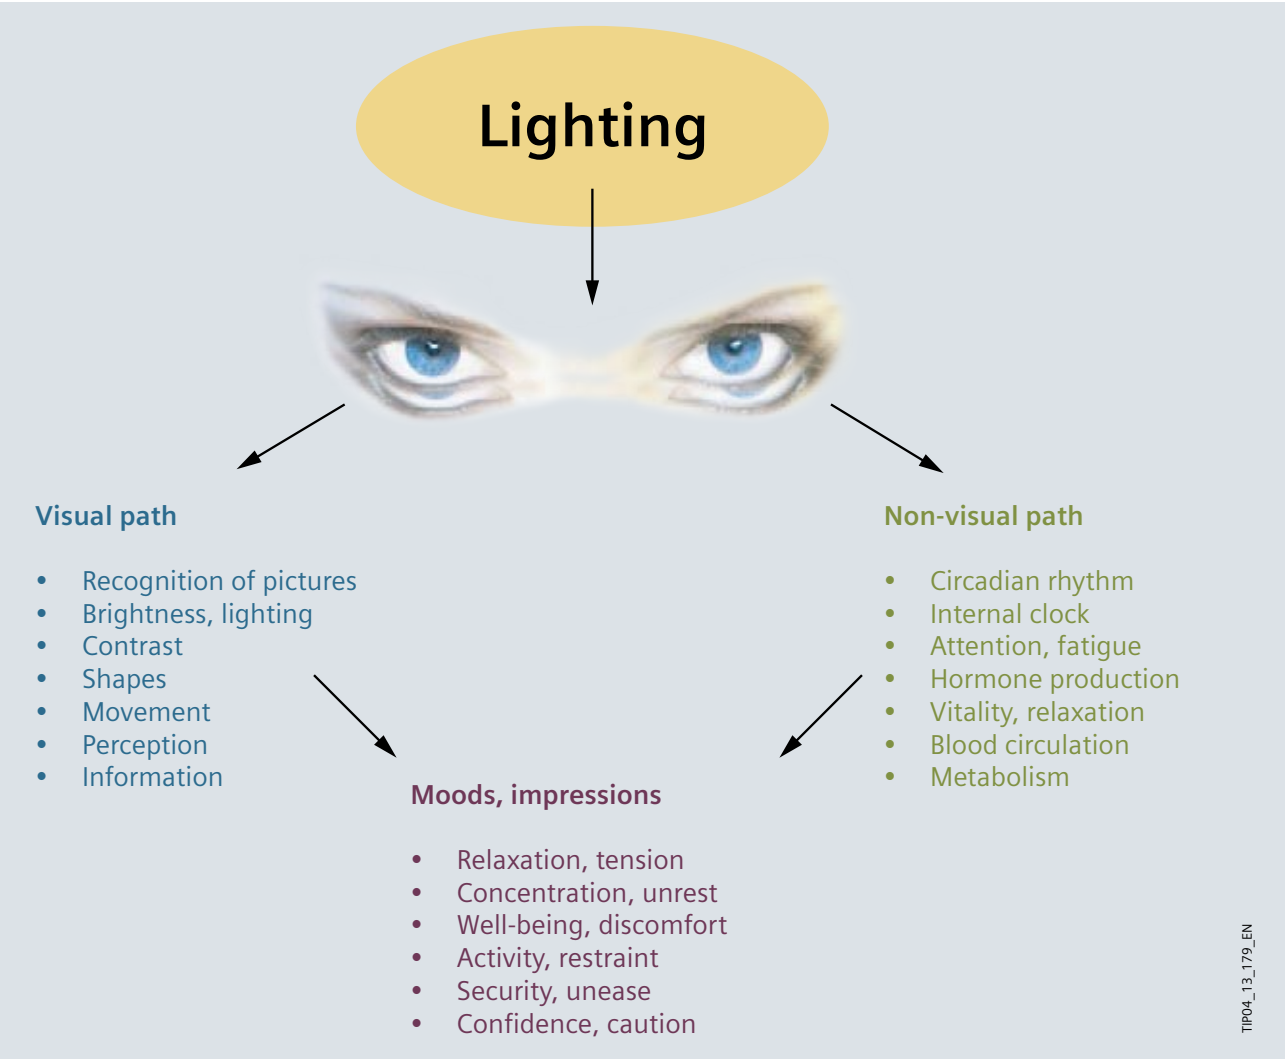 Lighting
Visual path
• Recognition of pictures
• Brightness, lighting
• Contrast
• Shapes
• Movement
• Perception
• Information
Non-visual path
• Circadian rhythm
• Internal clock
• Attention, fatigue
• Hormone production
• Vitality, relaxation
• Blood circulation
• Metabolism
Moods, impressions
• Relaxation, tension
• Concentration, unrest
• Well-being, discomfort
• Activity, restraint
• Security, unease
• Confidence, caution
TIP04_13_179_EN